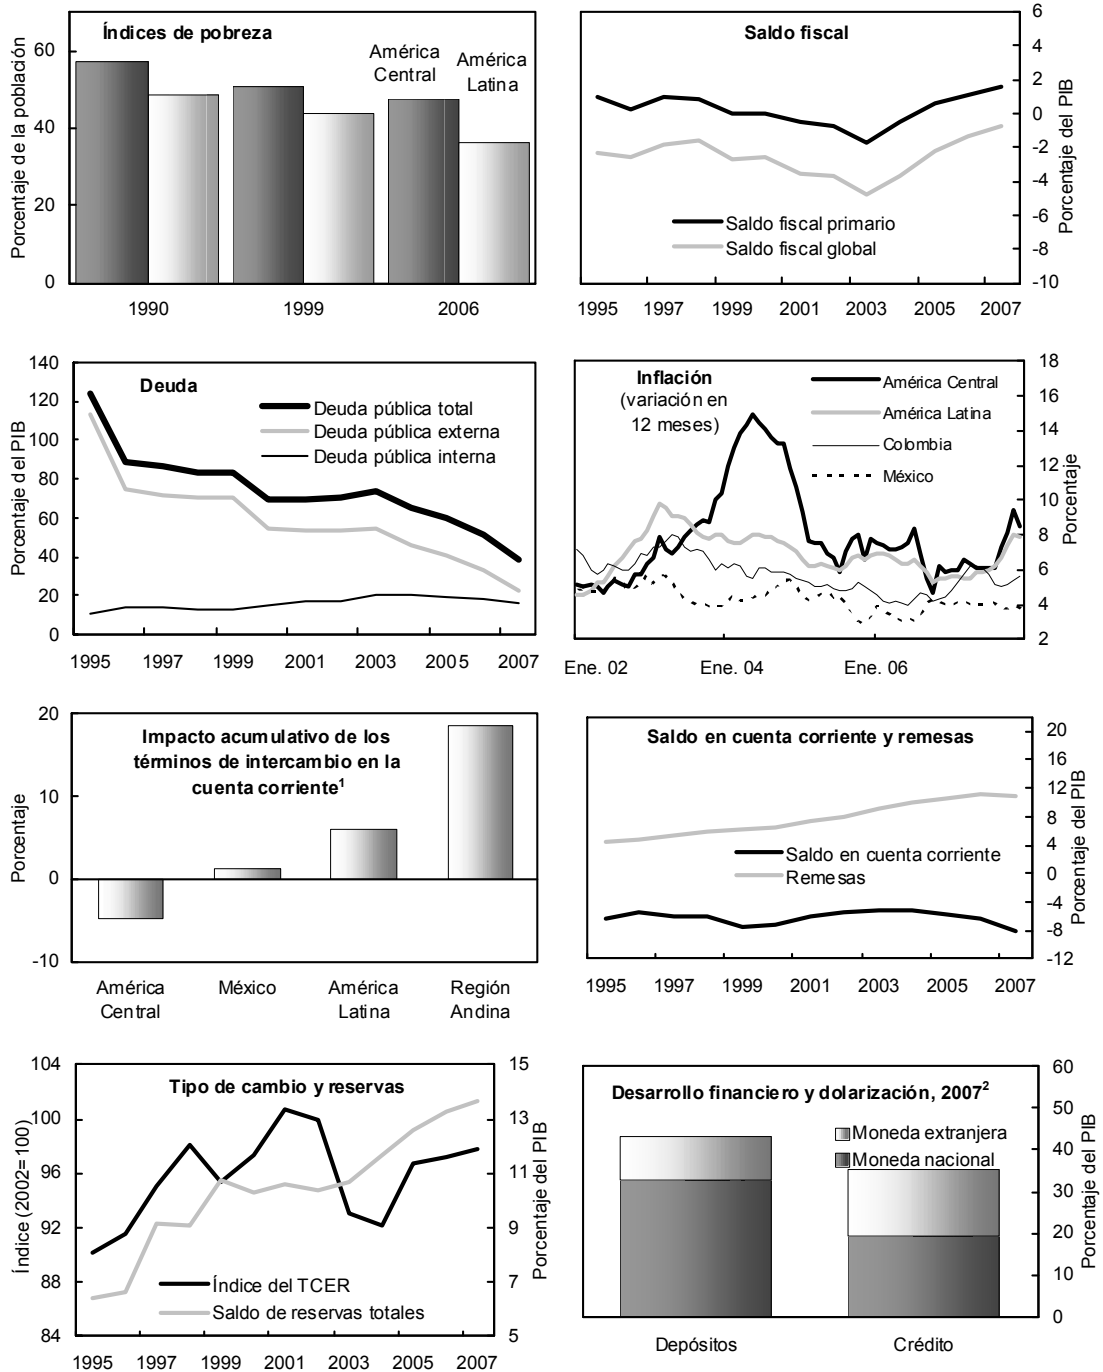 Índices de pobreza
Porcentaje de la población
60
40
20
0
América
Central
América
Latina
1990
1999
2006
Saldo fiscal
Porcentaje del PIB
6
4
2
0
-2
-4
-6
-8
-10
Saldo fiscal primario
Saldo fiscal global
1995
1997
1999
2001
2003
2005
2007
Deuda
Porcentaje del PIB
140
120
100
80
60
40
20
0
Deuda pública total
Deuda pública externa
Deuda pública interna
1995
1997
1999
2001
2003
2005
2007
Inflación
(variación en
12 meses)
América Central
América Latina
Colombia
México
Porcentaje
18
16
14
12
10
8
6
4
2
Ene. 02
Ene. 04
Ene. 06
Impacto acumulativo de los
términos de intercambio en la
cuenta corriente1
Porcentaje
20
10
0
-10
América
Central
México
América
Latina
Región
Andina
Saldo en cuenta corriente y remesas
Porcentaje del PIB
20
16
12
8
4
0
-4
-8
-12
Saldo en cuenta corriente
Remesas
1995
1997
1999
2001
2003
2005
2007
Tipo de cambio y reservas
Índice (2002=100)
104
100
96
92
88
84
Porcentaje del PIB
15
13
11
9
7
5
Índice del TCER
Saldo de reservas totales
1995
1997
1999
2001
2003
2005
2007
Desarrollo financiero y dolarización, 20072
Moneda extranjera
Moneda nacional
Porcentaje del PIB
60
50
40
30
20
10
0
Depósitos
Crédito